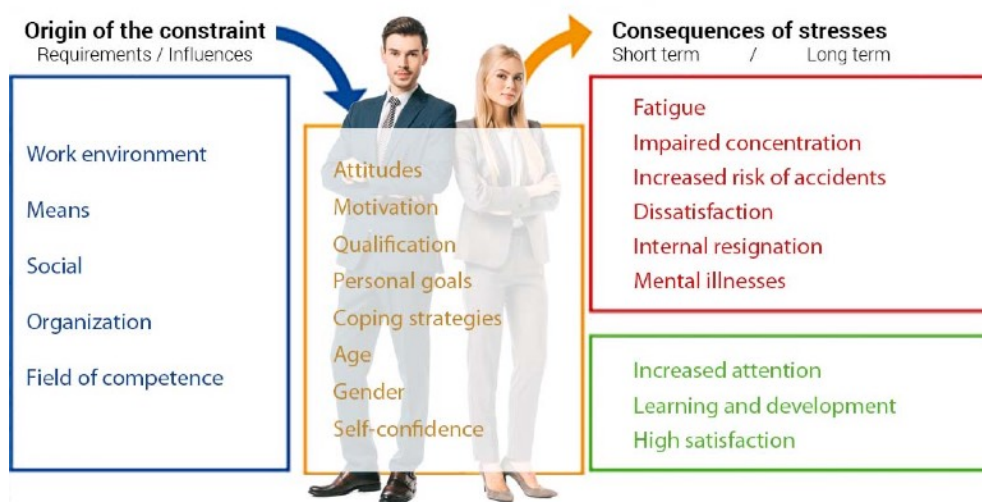 Origin of the constraint
Requirements / Influences
Work environment
Means
Social
Organization
Field of competence
Attitudes
Motivation
Qualification
Personal goals
Coping strategies
Age
Gender
Self-confidence
Consequences of stresses
Short term / Long term
Fatigue
Impaired concentration
Increased risk of accidents
Dissatisfaction
Internal resignation
Mental illnesses
Increased attention
Learning and development
High satisfaction